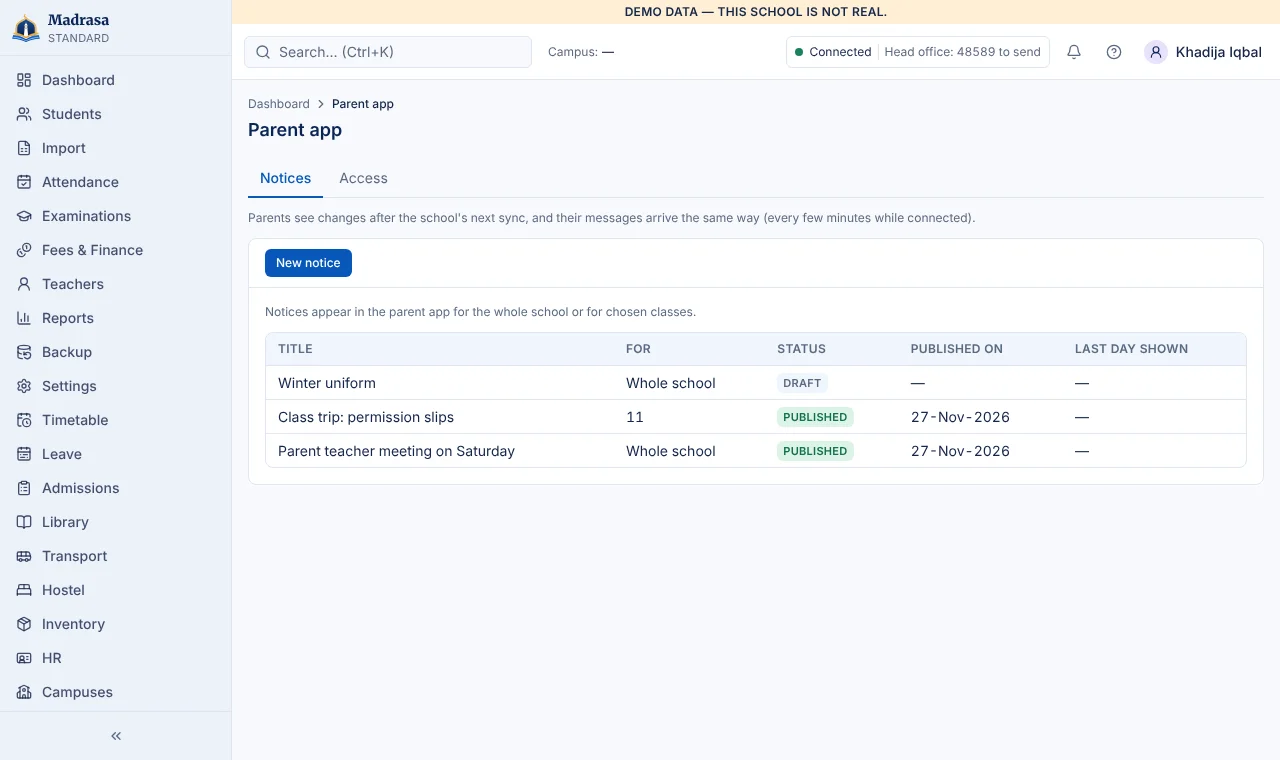 Madrasa
STANDARD
Dashboard
Students
Import
Attendance
Examinations
Fees & Finance
Teachers
Reports
Backup
Settings
Timetable
Leave
Admissions
Library
Transport
Hostel
Inventory
HR
Campuses
DEMO DATA — THIS SCHOOL IS NOT REAL.
Search... (Ctrl+K)
Campus: —
Connected
Head office: 48589 to send
Khadija Iqbal
Dashboard > Parent app
Parent app
Notices Access
Parents see changes after the school's next sync, and their messages arrive the same way (every few minutes while connected).
New notice
Notices appear in the parent app for the whole school or for chosen classes.
TITLE FOR STATUS PUBLISHED ON LAST DAY SHOWN
Winter uniform Whole school DRAFT — —
Class trip: permission slips 11 PUBLISHED 27-Nov-2026 —
Parent teacher meeting on Saturday Whole school PUBLISHED 27-Nov-2026 —